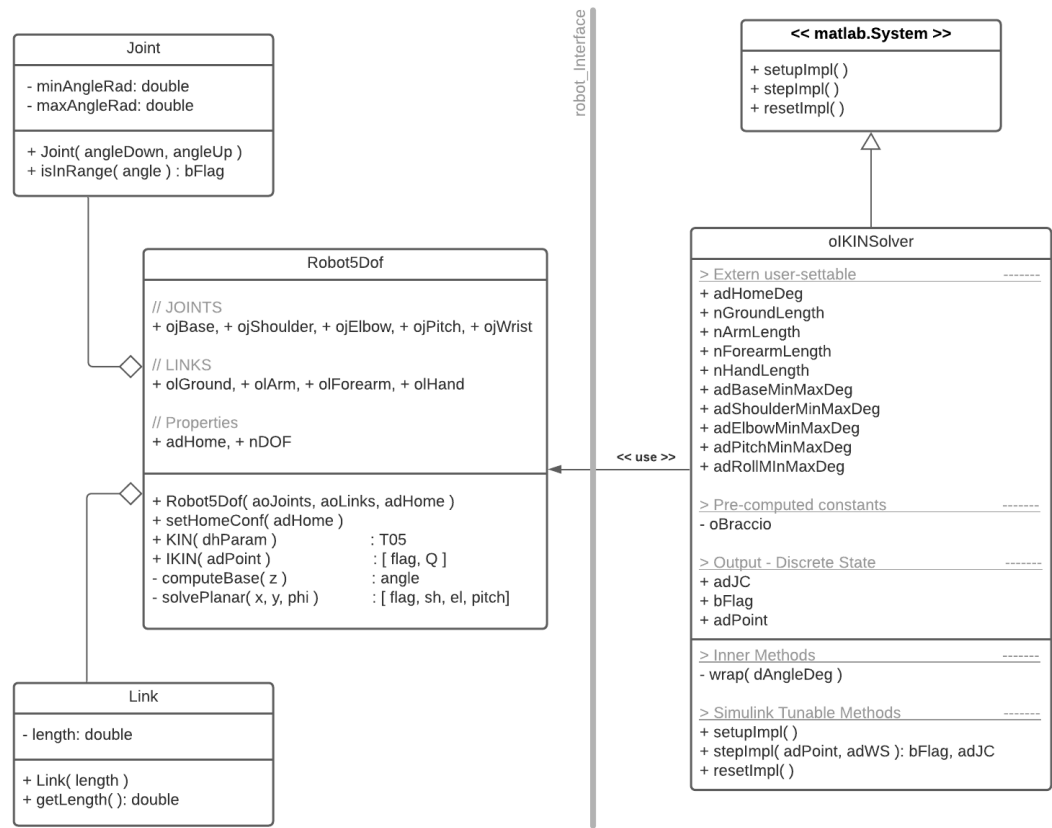 Joint
- minAngleRad: double
- maxAngleRad: double
+ Joint( angleDown, angleUp )
+ isInRange( angle ) : bFlag
Robot5Dof
// JOINTS
+ ojBase, + ojShoulder, + ojElbow, + ojPitch, + ojWrist
// LINKS
+ olGround, + olArm, + olForearm, + olHand
// Properties
+ adHome, + nDOF
+ Robot5Dof( aoJoints, aoLinks, adHome )
+ setHomeConf( adHome )
+ KIN( dhParam ) : T05
+ IKIN( adPoint ) : [ flag, Q ]
- computeBase( z ) : angle
- solvePlanar( x, y, phi ) : [ flag, sh, el, pitch]
Link
- length: double
+ Link( length )
+ getLength( ): double
robot_Interface
<< use >>
<< matlab.System >>
+ setupImpl( )
+ stepImpl( )
+ resetImpl( )
oIKINSolver
> Extern user-settable -------
+ adHomeDeg
+ nGroundLength
+ nArmLength
+ nForearmLength
+ nHandLength
+ adBaseMinMaxDeg
+ adShoulderMinMaxDeg
+ adElbowMinMaxDeg
+ adPitchMinMaxDeg
+ adRollMInMaxDeg
> Pre-computed constants -------
- oBraccio
> Output - Discrete State -------
+ adJC
+ bFlag
+ adPoint
> Inner Methods -------
- wrap( dAngleDeg )
> Simulink Tunable Methods -------
+ setupImpl( )
+ stepImpl( adPoint, adWS ): bFlag, adJC
+ resetImpl( )